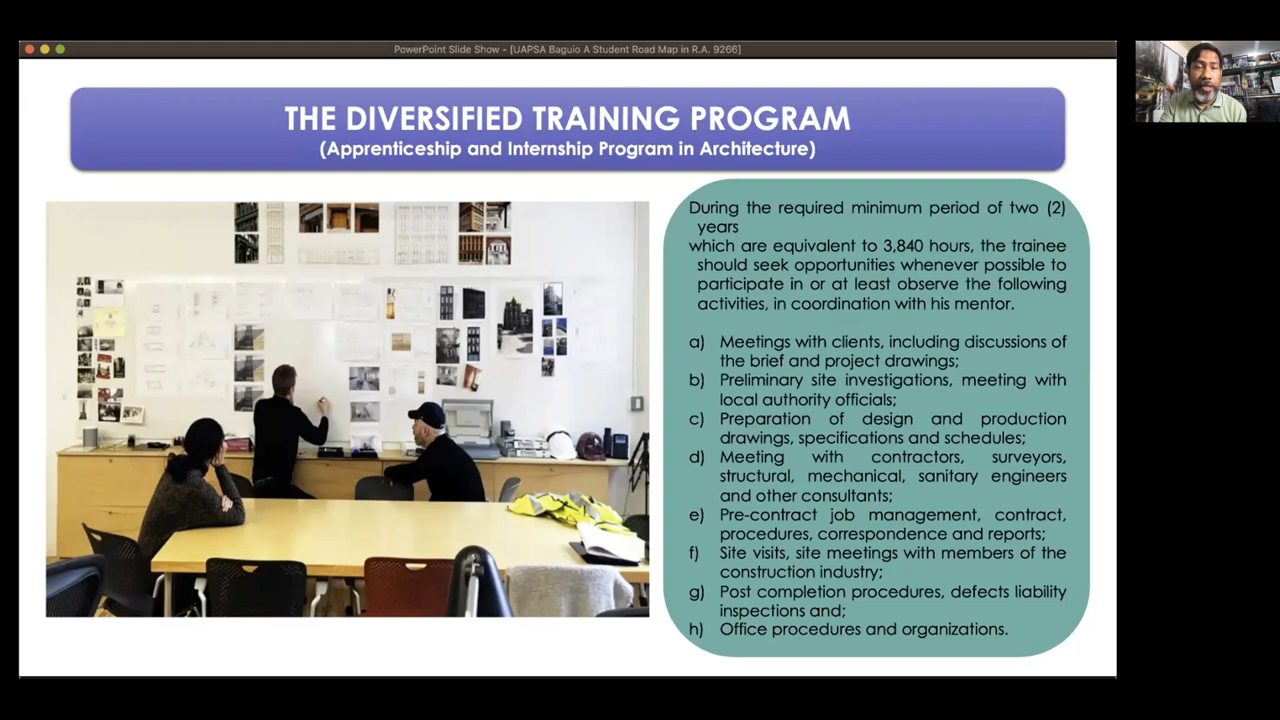 PowerPoint Slide Show - [UAPSA Baguio A Student Road Map in R.A. 9266]
THE DIVERSIFIED TRAINING PROGRAM
(Apprenticeship and Internship Program in Architecture)
During the required minimum period of two (2)
years
which are equivalent to 3,840 hours, the trainee
should seek opportunities whenever possible to
participate in or at least observe the following
activities, in coordination with his mentor.
a) Meetings with clients, including discussions of
the brief and project drawings;
b) Preliminary site investigations, meeting with
local authority officials;
c) Preparation of design and production
drawings, specifications and schedules;
d) Meeting with contractors, surveyors,
structural, mechanical, sanitary engineers
and other consultants;
e) Pre-contract job management, contract,
procedures, correspondence and reports;
f) Site visits, site meetings with members of the
construction industry;
g) Post completion procedures, defects liability
inspections and;
h) Office procedures and organizations.